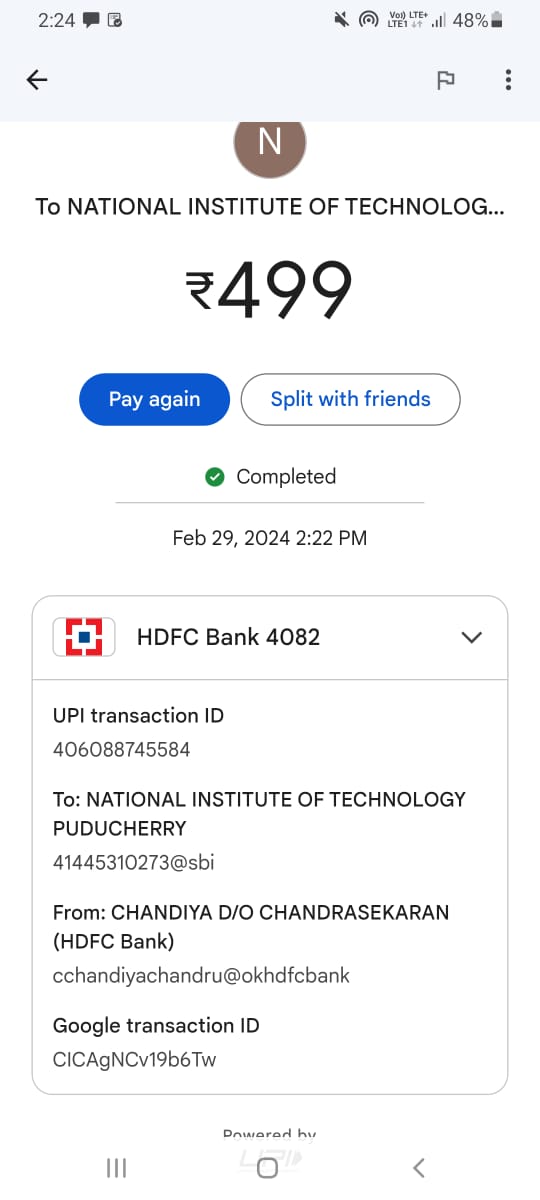 2:24
Vo)) LTE+
LTE1
48%
N
To NATIONAL INSTITUTE OF TECHNOLOG...
₹499
Pay again
Split with friends
Completed
Feb 29, 2024 2:22 PM
HDFC Bank 4082
UPI transaction ID
406088745584
To: NATIONAL INSTITUTE OF TECHNOLOGY
PUDUCHERRY
41445310273@sbi
From: CHANDIYA D/O CHANDRASEKARAN
(HDFC Bank)
cchandiyachandru@okhdfcbank
Google transaction ID
CICAgNCv19b6Tw
Powered by
UPI